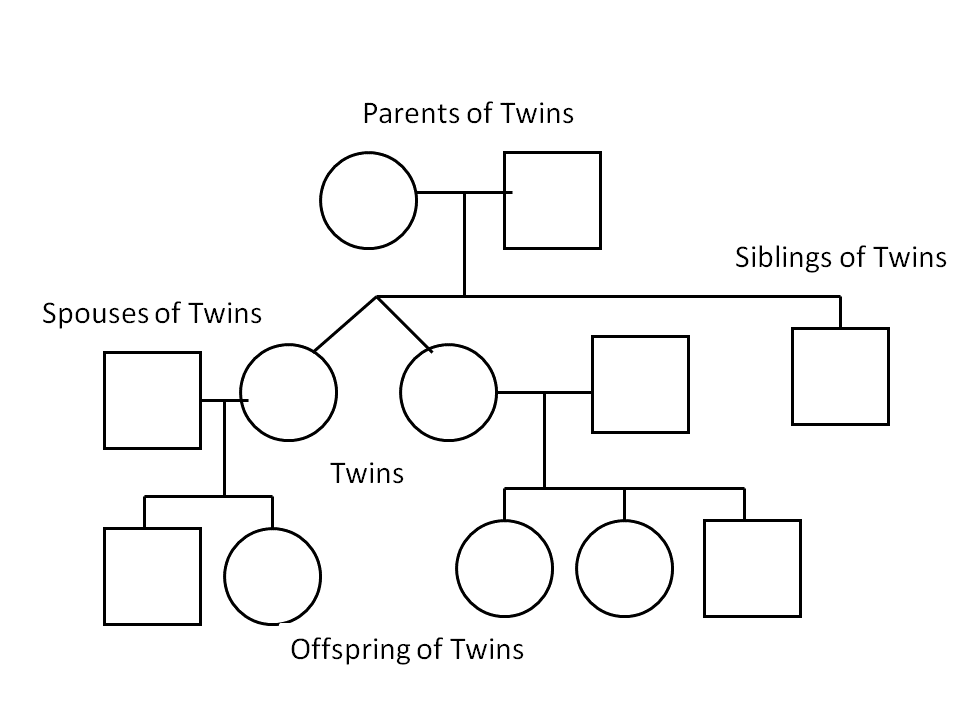 Parents of Twins
Siblings of Twins
Spouses of Twins
Twins
Offspring of Twins